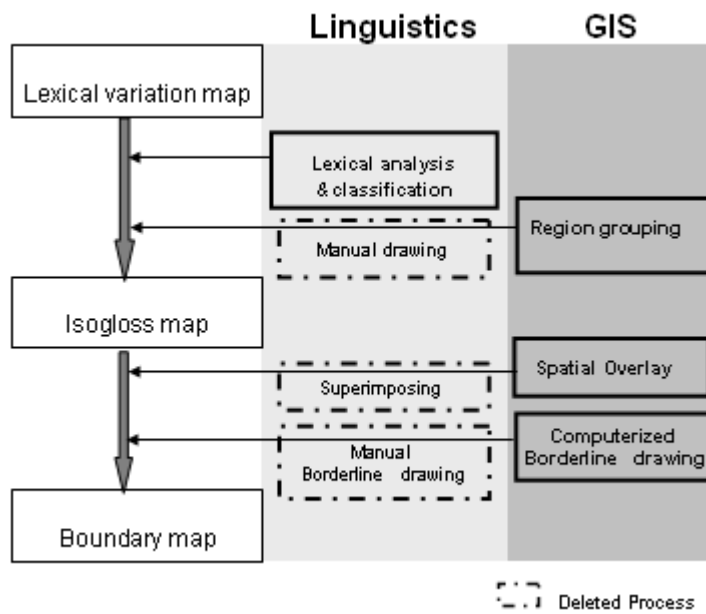 Linguistics
GIS
Lexical variation map
Lexical analysis
& classification
Region grouping
Manual drawing
Isogloss map
Spatial Overlay
Superimposing
Computerized
Borderline drawing
Manual
Borderline drawing
Boundary map
Deleted Process